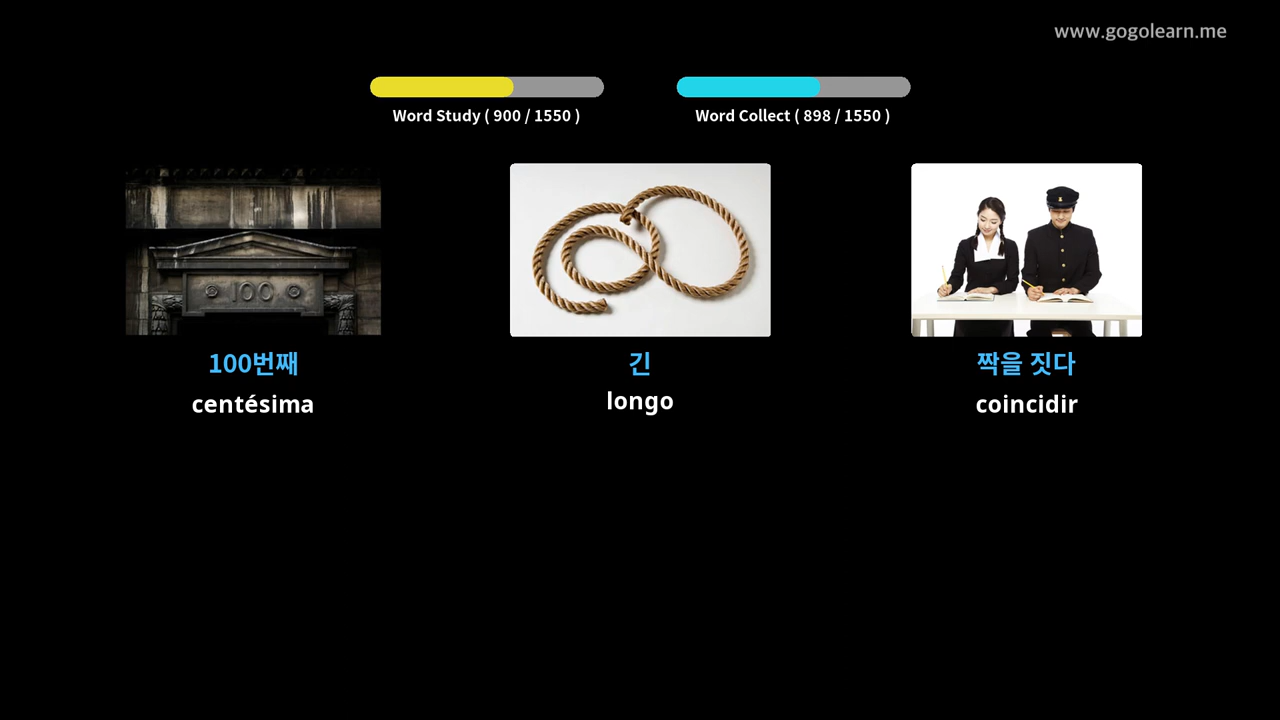 www.gogolearn.me
Word Study ( 900 / 1550 )
Word Collect ( 898 / 1550 )
100
100번째
centésima
긴
longo
짝을 짓다
coincidir